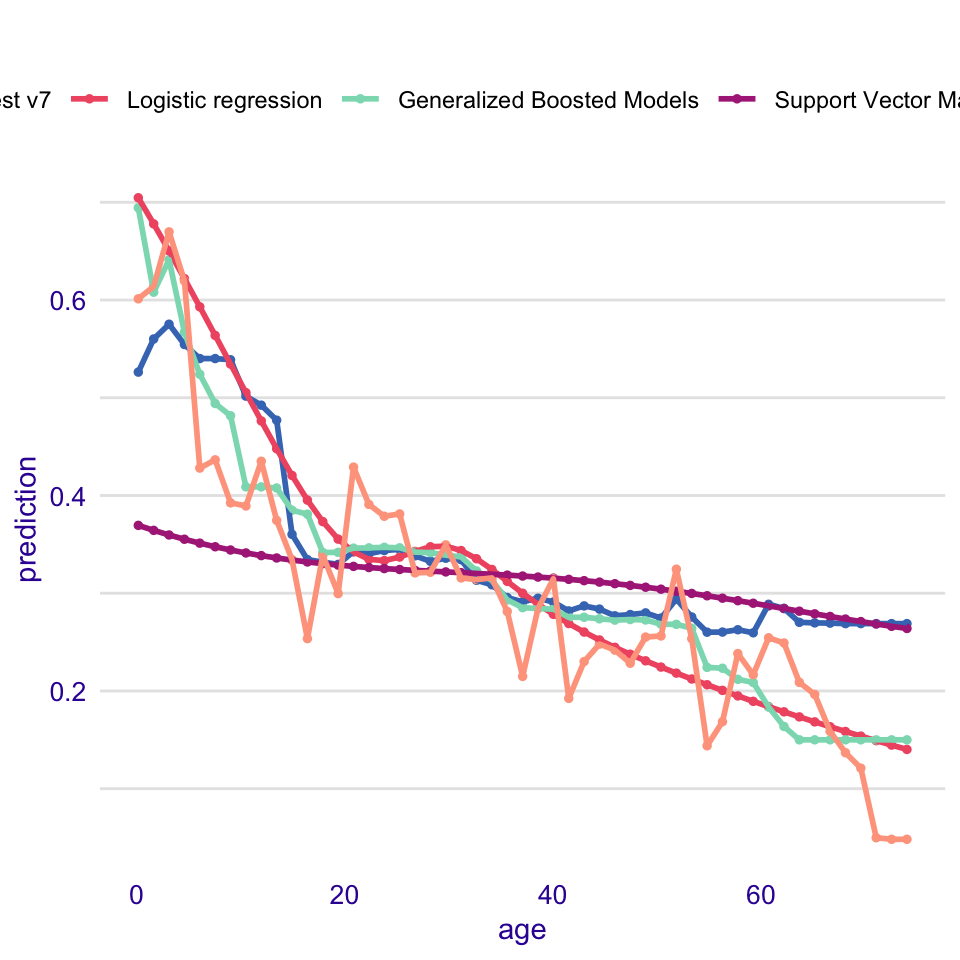 est v7 Logistic regression Generalized Boosted Models Support Vector Ma
0.6
0.4
0.2
prediction
0 20 40 60
age